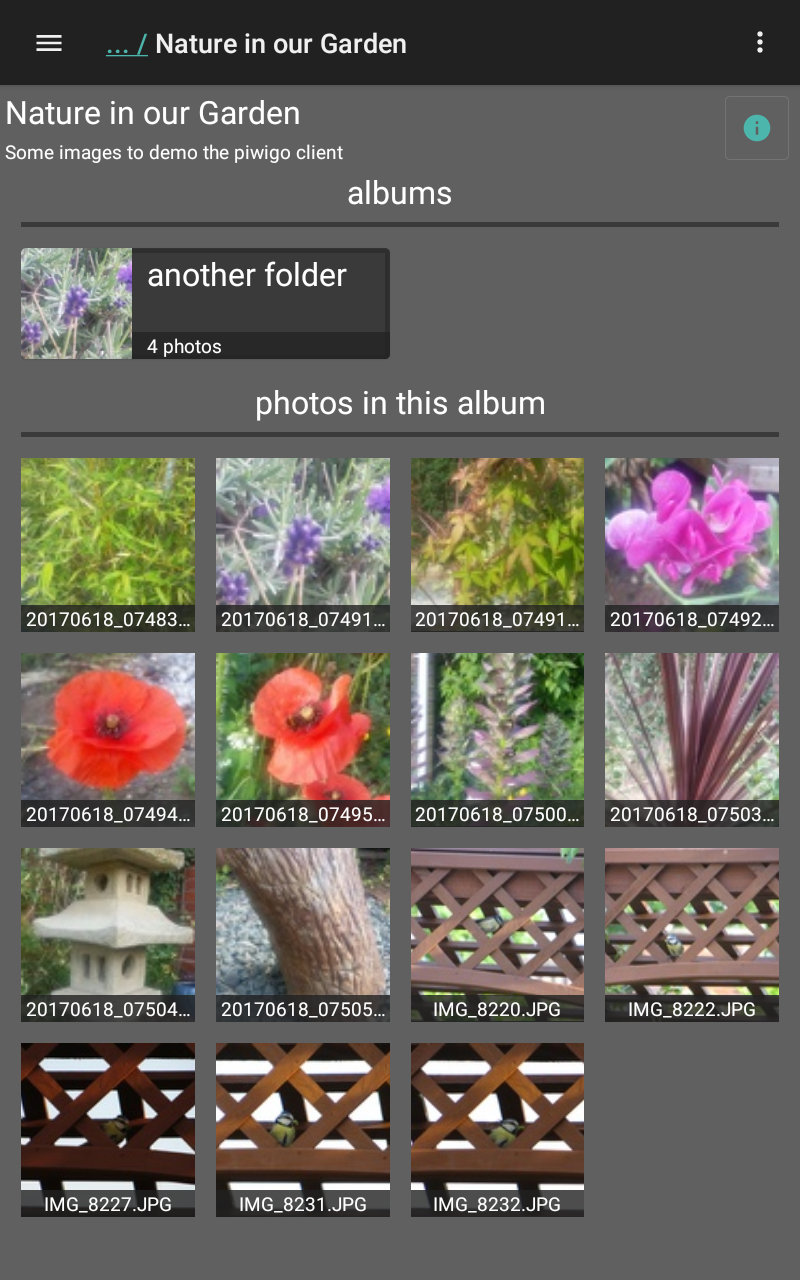 ... / Nature in our Garden
Nature in our Garden
Some images to demo the piwigo client
albums
another folder
4 photos
photos in this album
20170618_07483...
20170618_07491...
20170618_07491...
20170618_07492...
20170618_07494...
20170618_07495...
20170618_07500...
20170618_07503...
20170618_07504...
20170618_07505...
IMG_8220.JPG
IMG_8222.JPG
IMG_8227.JPG
IMG_8231.JPG
IMG_8232.JPG